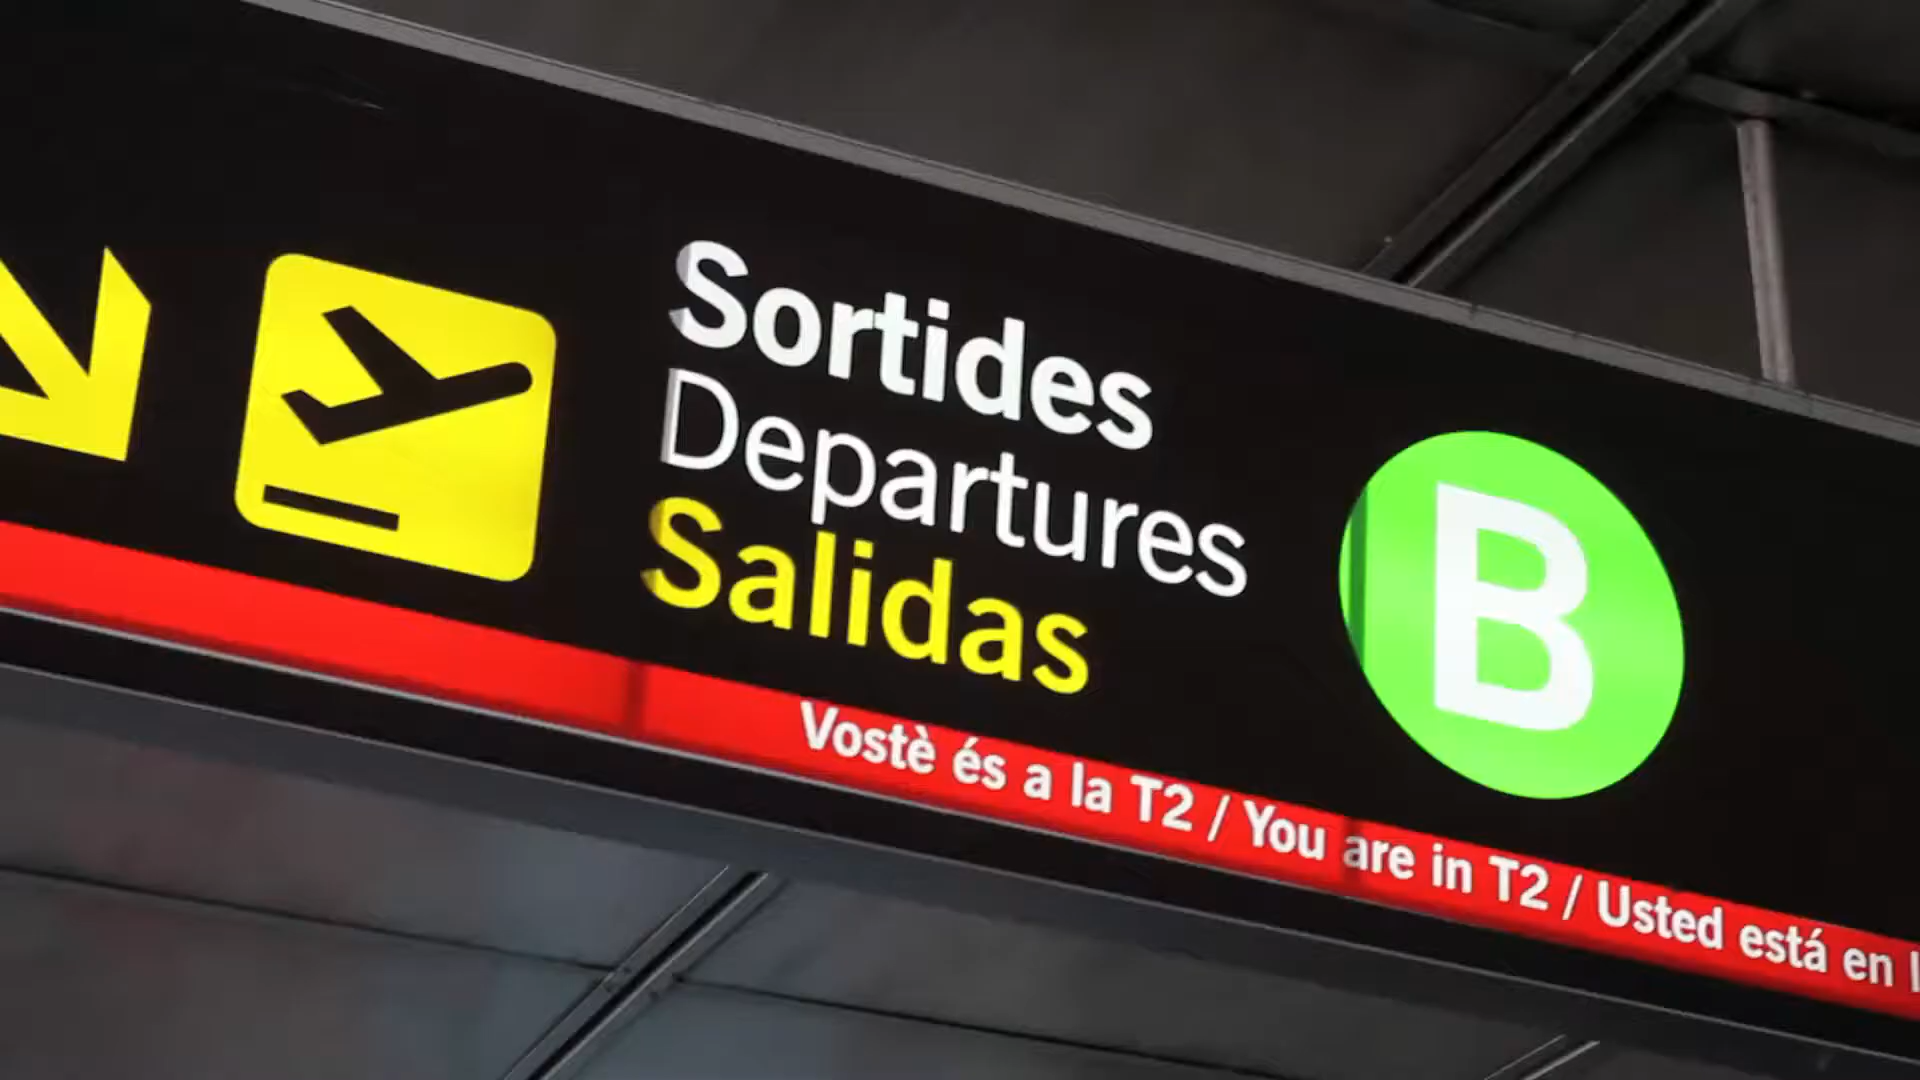 Sortides
Departures
Salidas
B
Vostè és a la T2 / You are in T2 / Usted está en